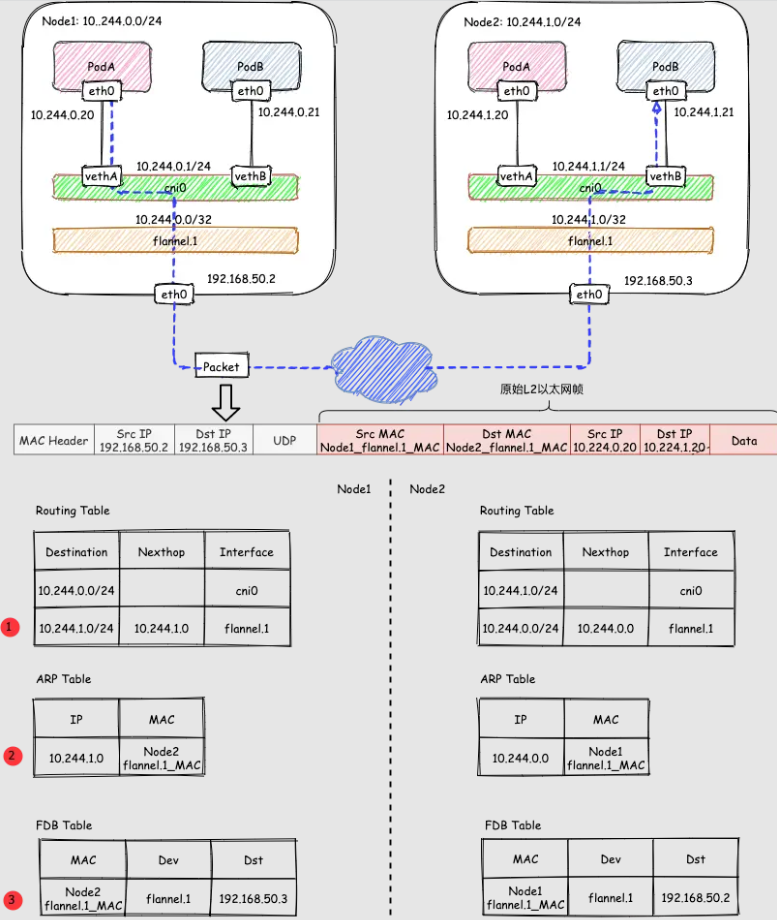 Node1: 10..244.0.0/24
Node2: 10.244.1.0/24
PodA
PodB
PodA
PodB
eth0
eth0
eth0
eth0
10.244.0.20
10.244.0.21
10.244.1.20
10.244.1.21
10.244.0.1/24
10.244.1.1/24
vethA
vethB
vethA
vethB
cni0
cni0
10.244.0.0/32
10.244.1.0/32
flannel.1
flannel.1
192.168.50.2
192.168.50.3
eth0
eth0
Packet
原始L2以太网帧
MAC Header
Src IP
192.168.50.2
Dst IP
192.168.50.3
UDP
Src MAC
Node1_flannel.1_MAC
Dst MAC
Node2_flannel.1_MAC
Src IP
10.224.0.20
Dst IP
10.224.1.20
Data
Node1
Node2
Routing Table
Destination Nexthop Interface
10.244.0.0/24 cni0
1 10.244.1.0/24 10.244.1.0 flannel.1
Routing Table
Destination Nexthop Interface
10.244.1.0/24 cni0
10.244.0.0/24 10.244.0.0 flannel.1
ARP Table
IP MAC
2 10.244.1.0 Node2
flannel.1_MAC
ARP Table
IP MAC
10.244.0.0 Node1
flannel.1_MAC
FDB Table
MAC Dev Dst
3 Node2
flannel.1_MAC flannel.1 192.168.50.3
FDB Table
MAC Dev Dst
Node1
flannel.1_MAC flannel.1 192.168.50.2